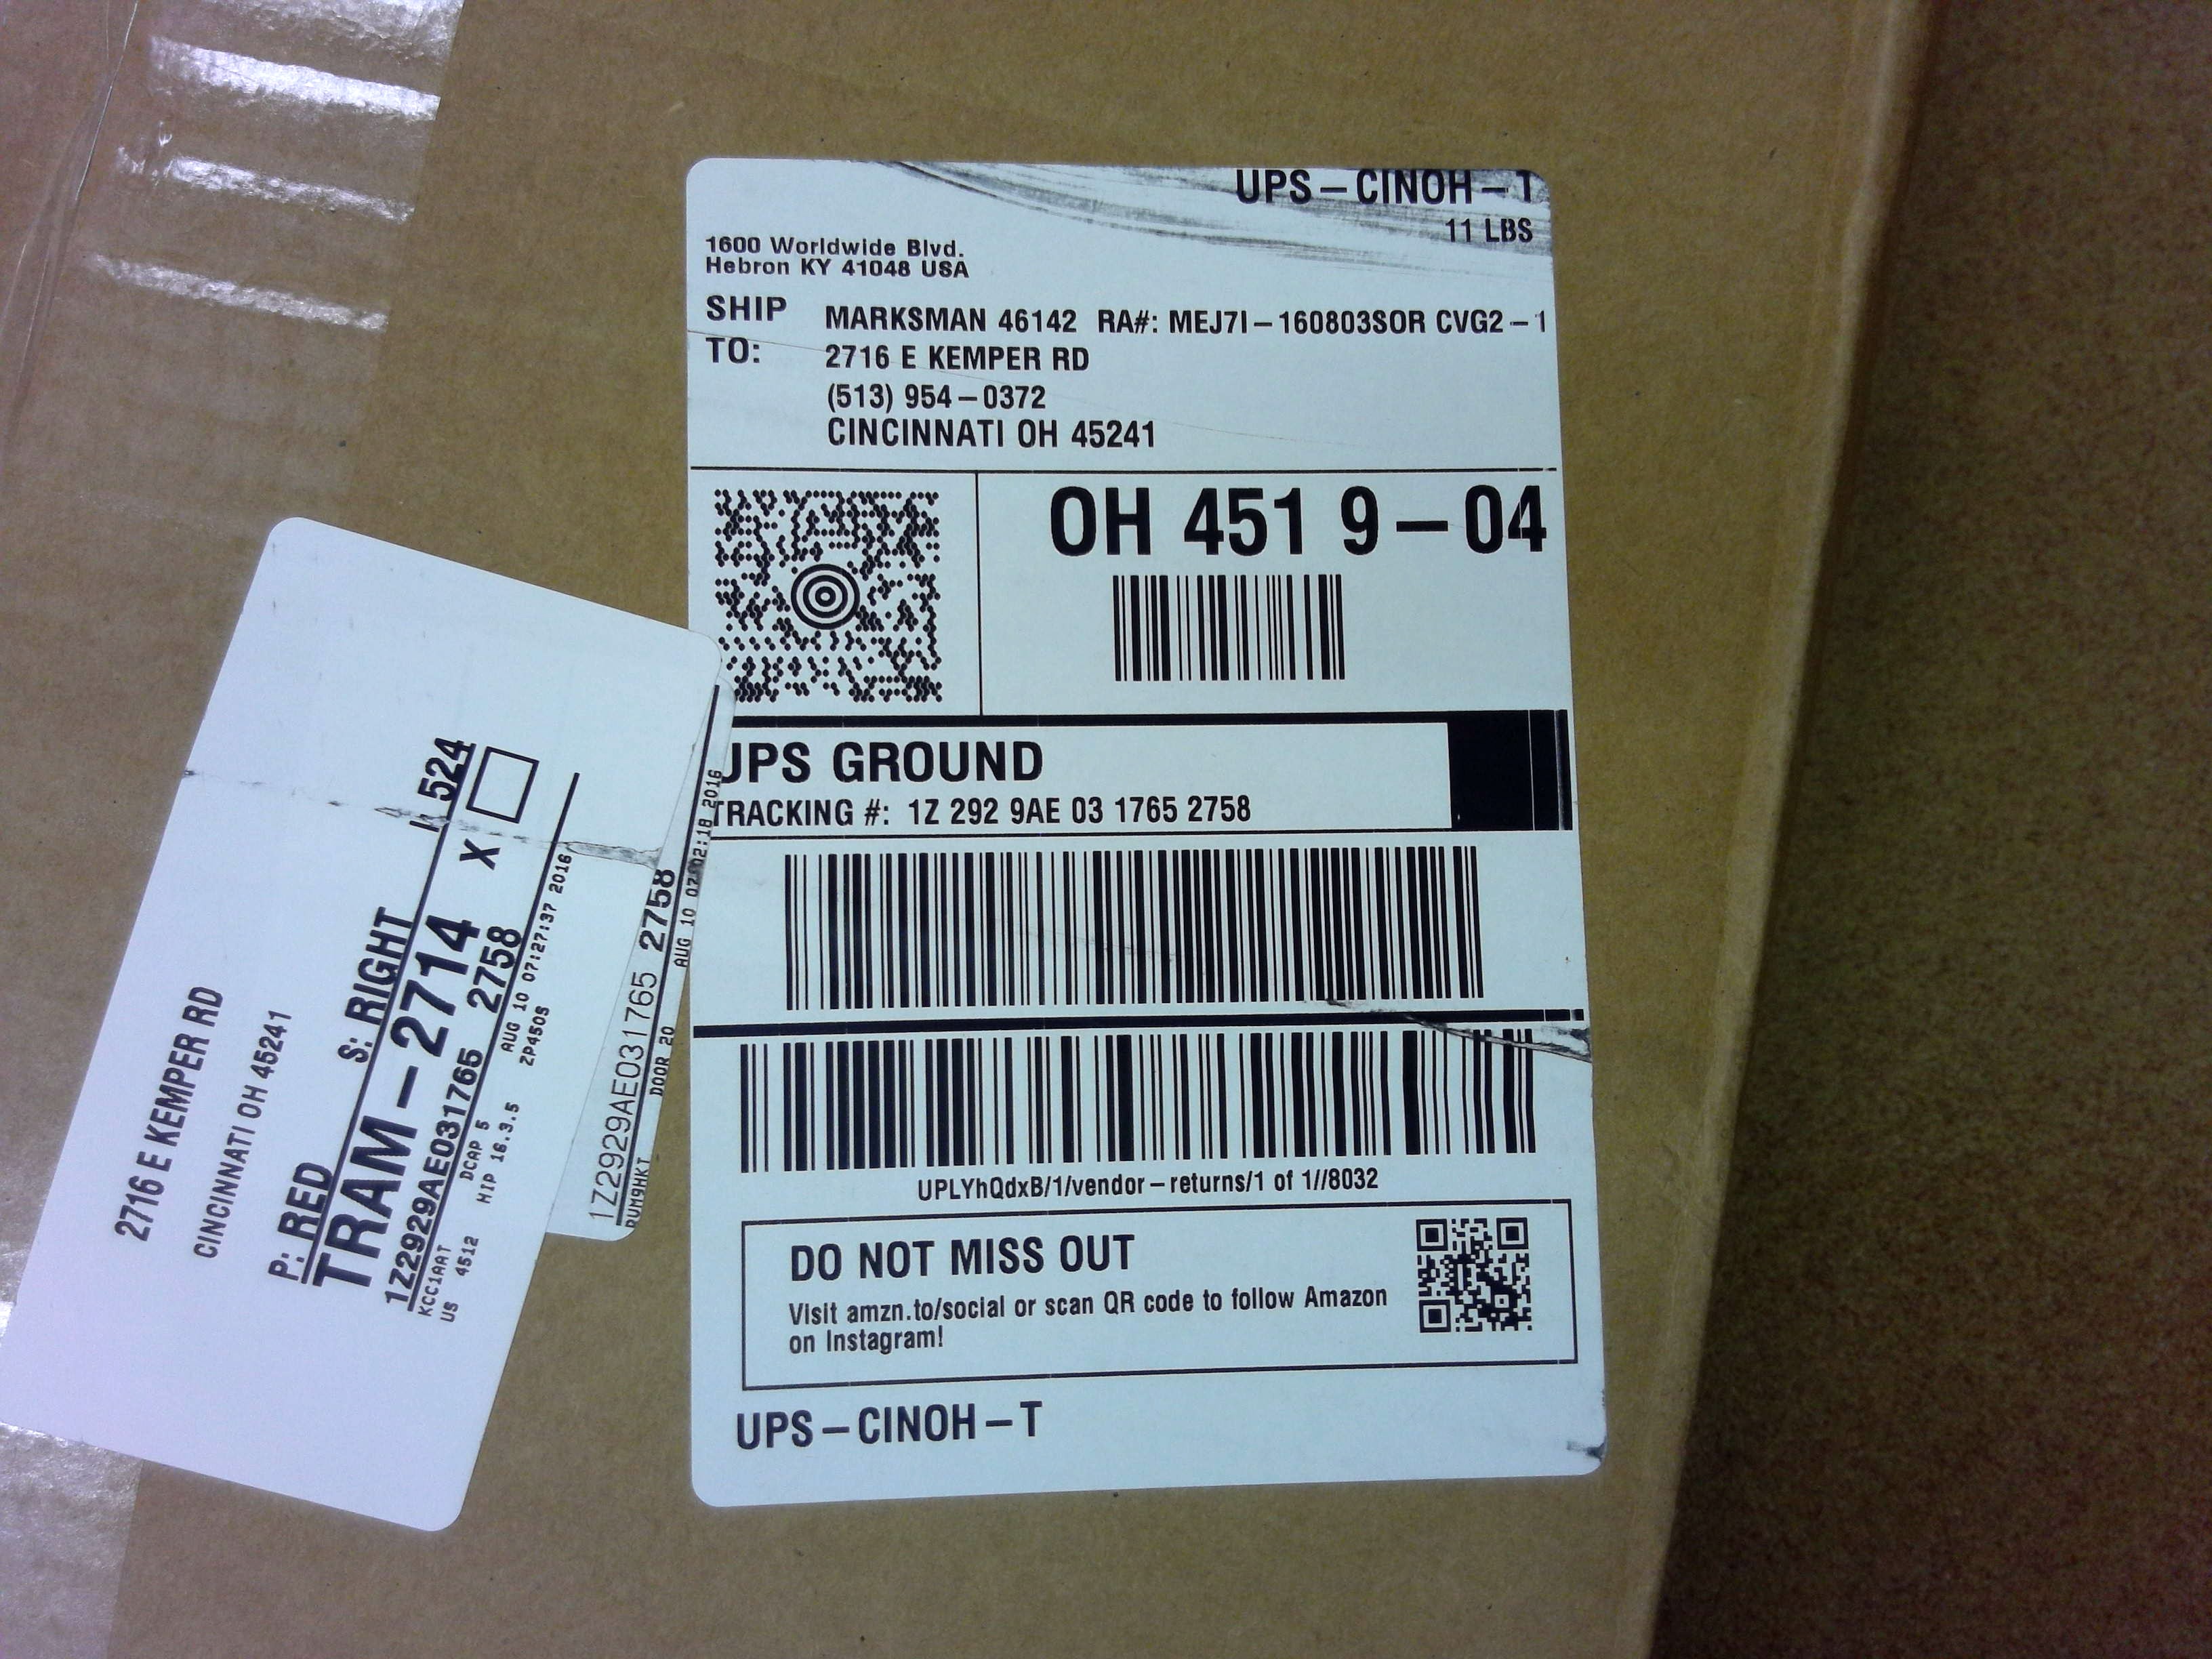 UPS – CINOH – T
11 LBS
1600 Worldwide Blvd.
Hebron KY 41048 USA
SHIP TO:
MARKSMAN 46142 RA#: MEJ7I – 160803SOR CVG2 – 1
2716 E KEMPER RD
(513) 954 – 0372
CINCINNATI OH 45241
OH 451 9 – 04
UPS GROUND
TRACKING #: 1Z 292 9AE 03 1765 2758
UPLYhQdxB/1/vendor – returns/1 of 1//8032
DO NOT MISS OUT
Visit amzn.to/social or scan QR code to follow Amazon
on Instagram!
UPS – CINOH – T
2716 E KEMPER RD
CINCINNATI OH 45241
P: RED S: RIGHT I: 524
TRAM – 2714 X
1Z2929AE031765 2758
KCC1AAT DCAP 5 AUG 10 07:27:37 2016
US 4512 HIP 16.3.5 ZP450S
1Z2929AE031765 2758
DOOR 20 AUG 10 07:02:18 2016